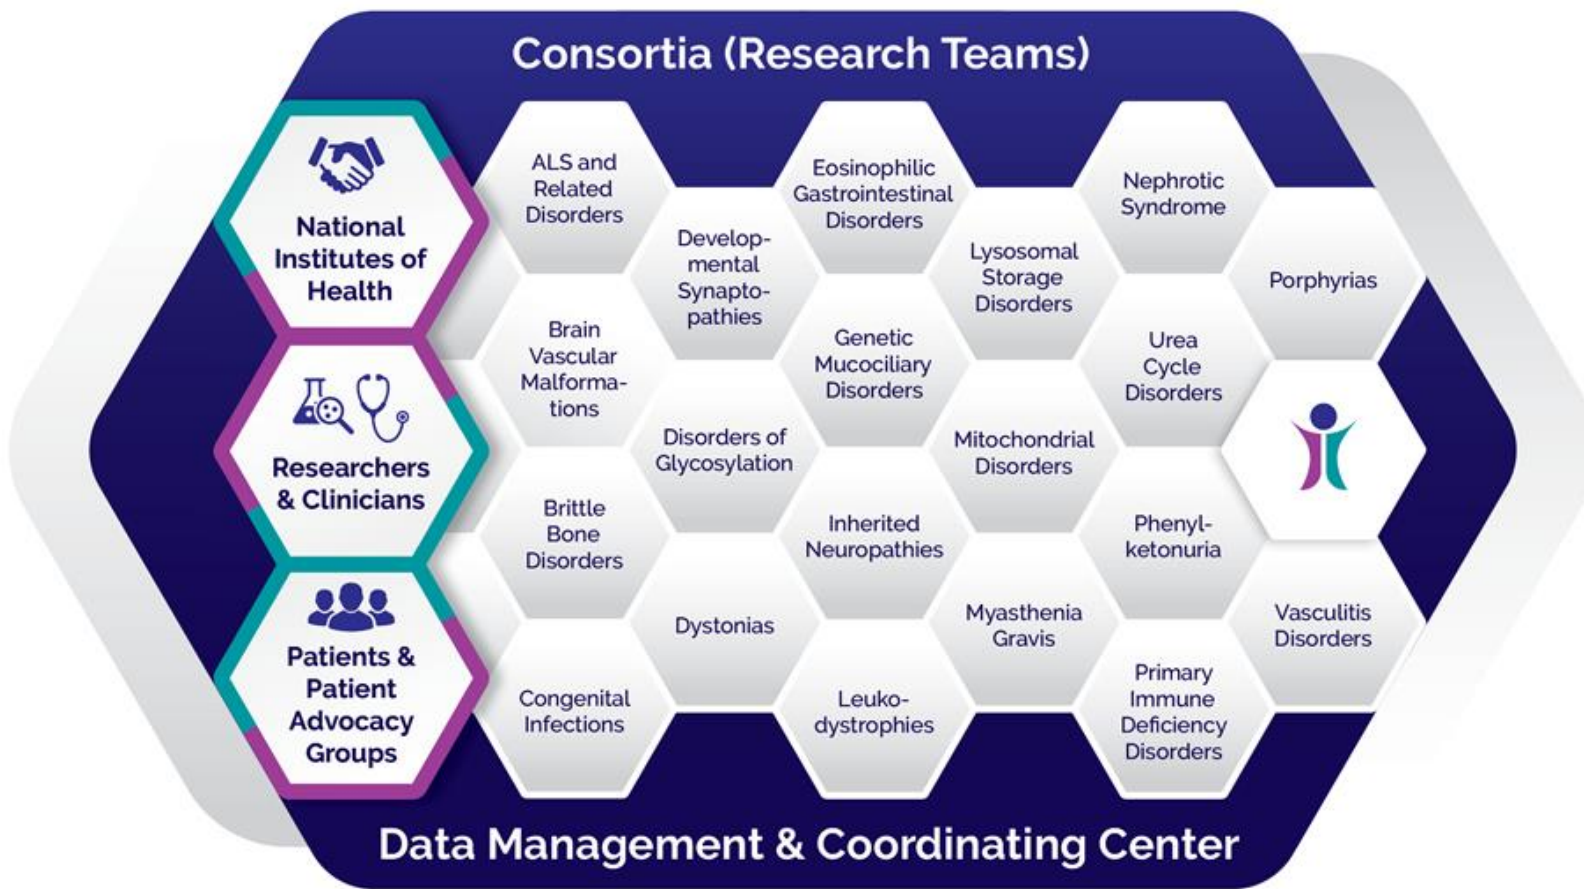 Consortia (Research Teams)
National
Institutes of
Health
Researchers
& Clinicians
Patients &
Patient
Advocacy
Groups
ALS and
Related
Disorders
Brain
Vascular
Malforma-
tions
Brittle
Bone
Disorders
Congenital
Infections
Develop-
mental
Synapto-
pathies
Disorders of
Glycosylation
Dystonias
Eosinophilic
Gastrointestinal
Disorders
Genetic
Mucociliary
Disorders
Inherited
Neuropathies
Leuko-
dystrophies
Lysosomal
Storage
Disorders
Mitochondrial
Disorders
Myasthenia
Gravis
Nephrotic
Syndrome
Urea
Cycle
Disorders
Phenyl-
ketonuria
Primary
Immune
Deficiency
Disorders
Porphyrias
Vasculitis
Disorders
Data Management & Coordinating Center